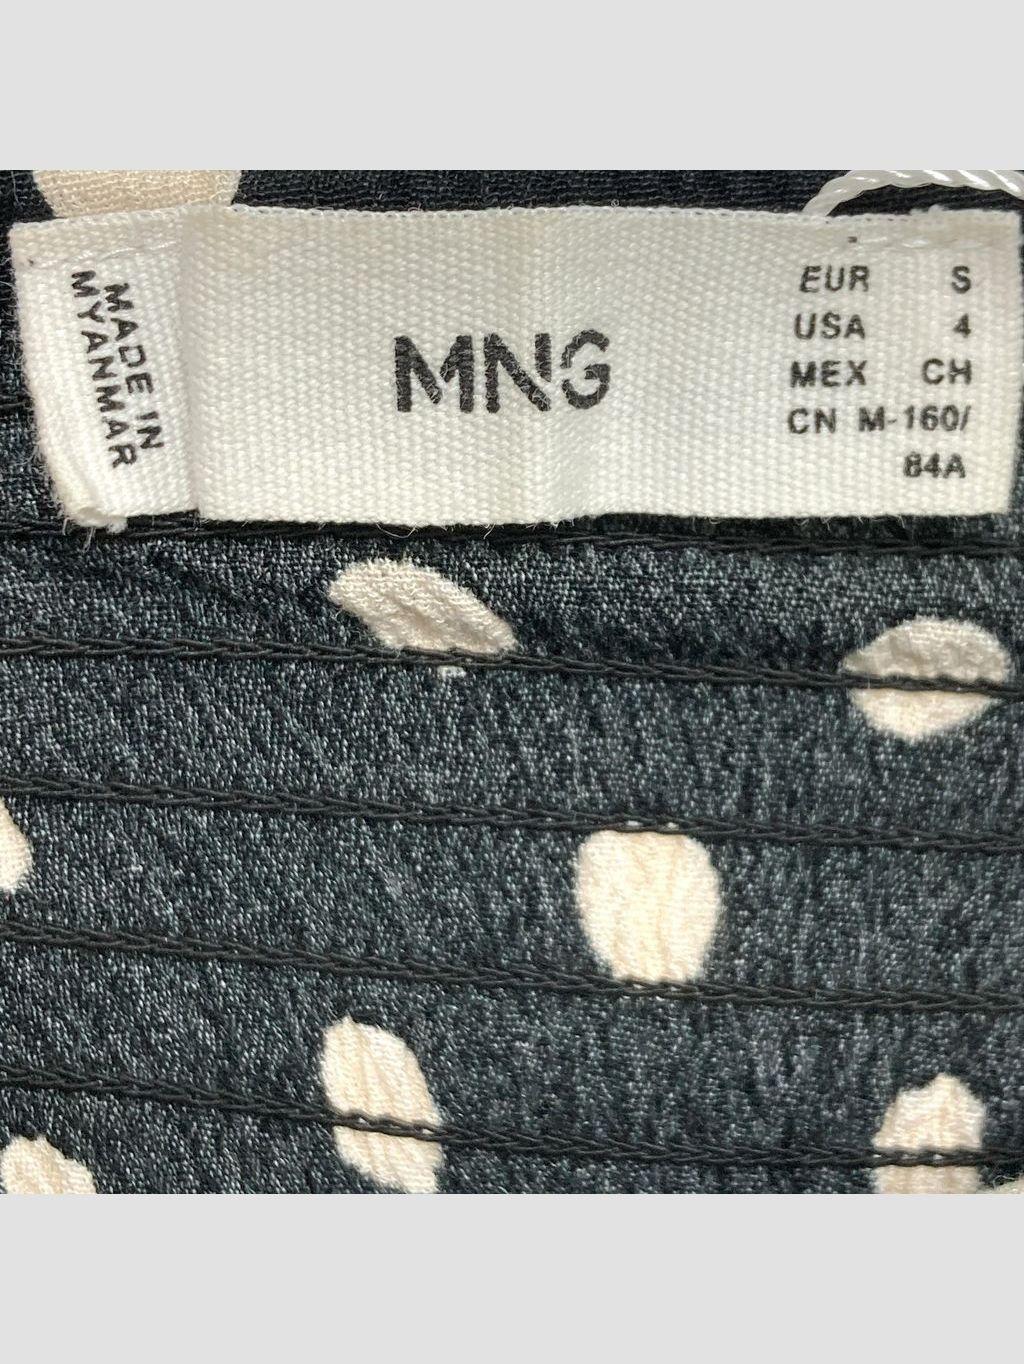 MADE IN
MYANMAR
MNG
EUR S
USA 4
MEX CH
CN M-160/
84A